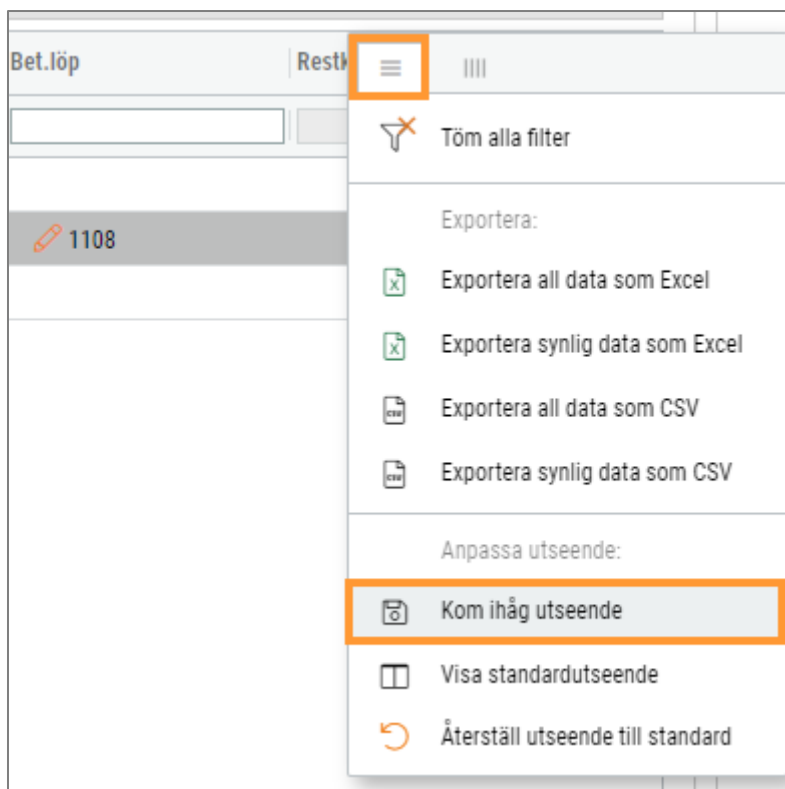 Bet.löp
Töm alla filter
1108
Exportera:
Exportera all data som Excel
Exportera synlig data som Excel
Exportera all data som CSV
Exportera synlig data som CSV
Anpassa utseende:
Kom ihåg utseende
Visa standardutseende
Återställ utseende till standard